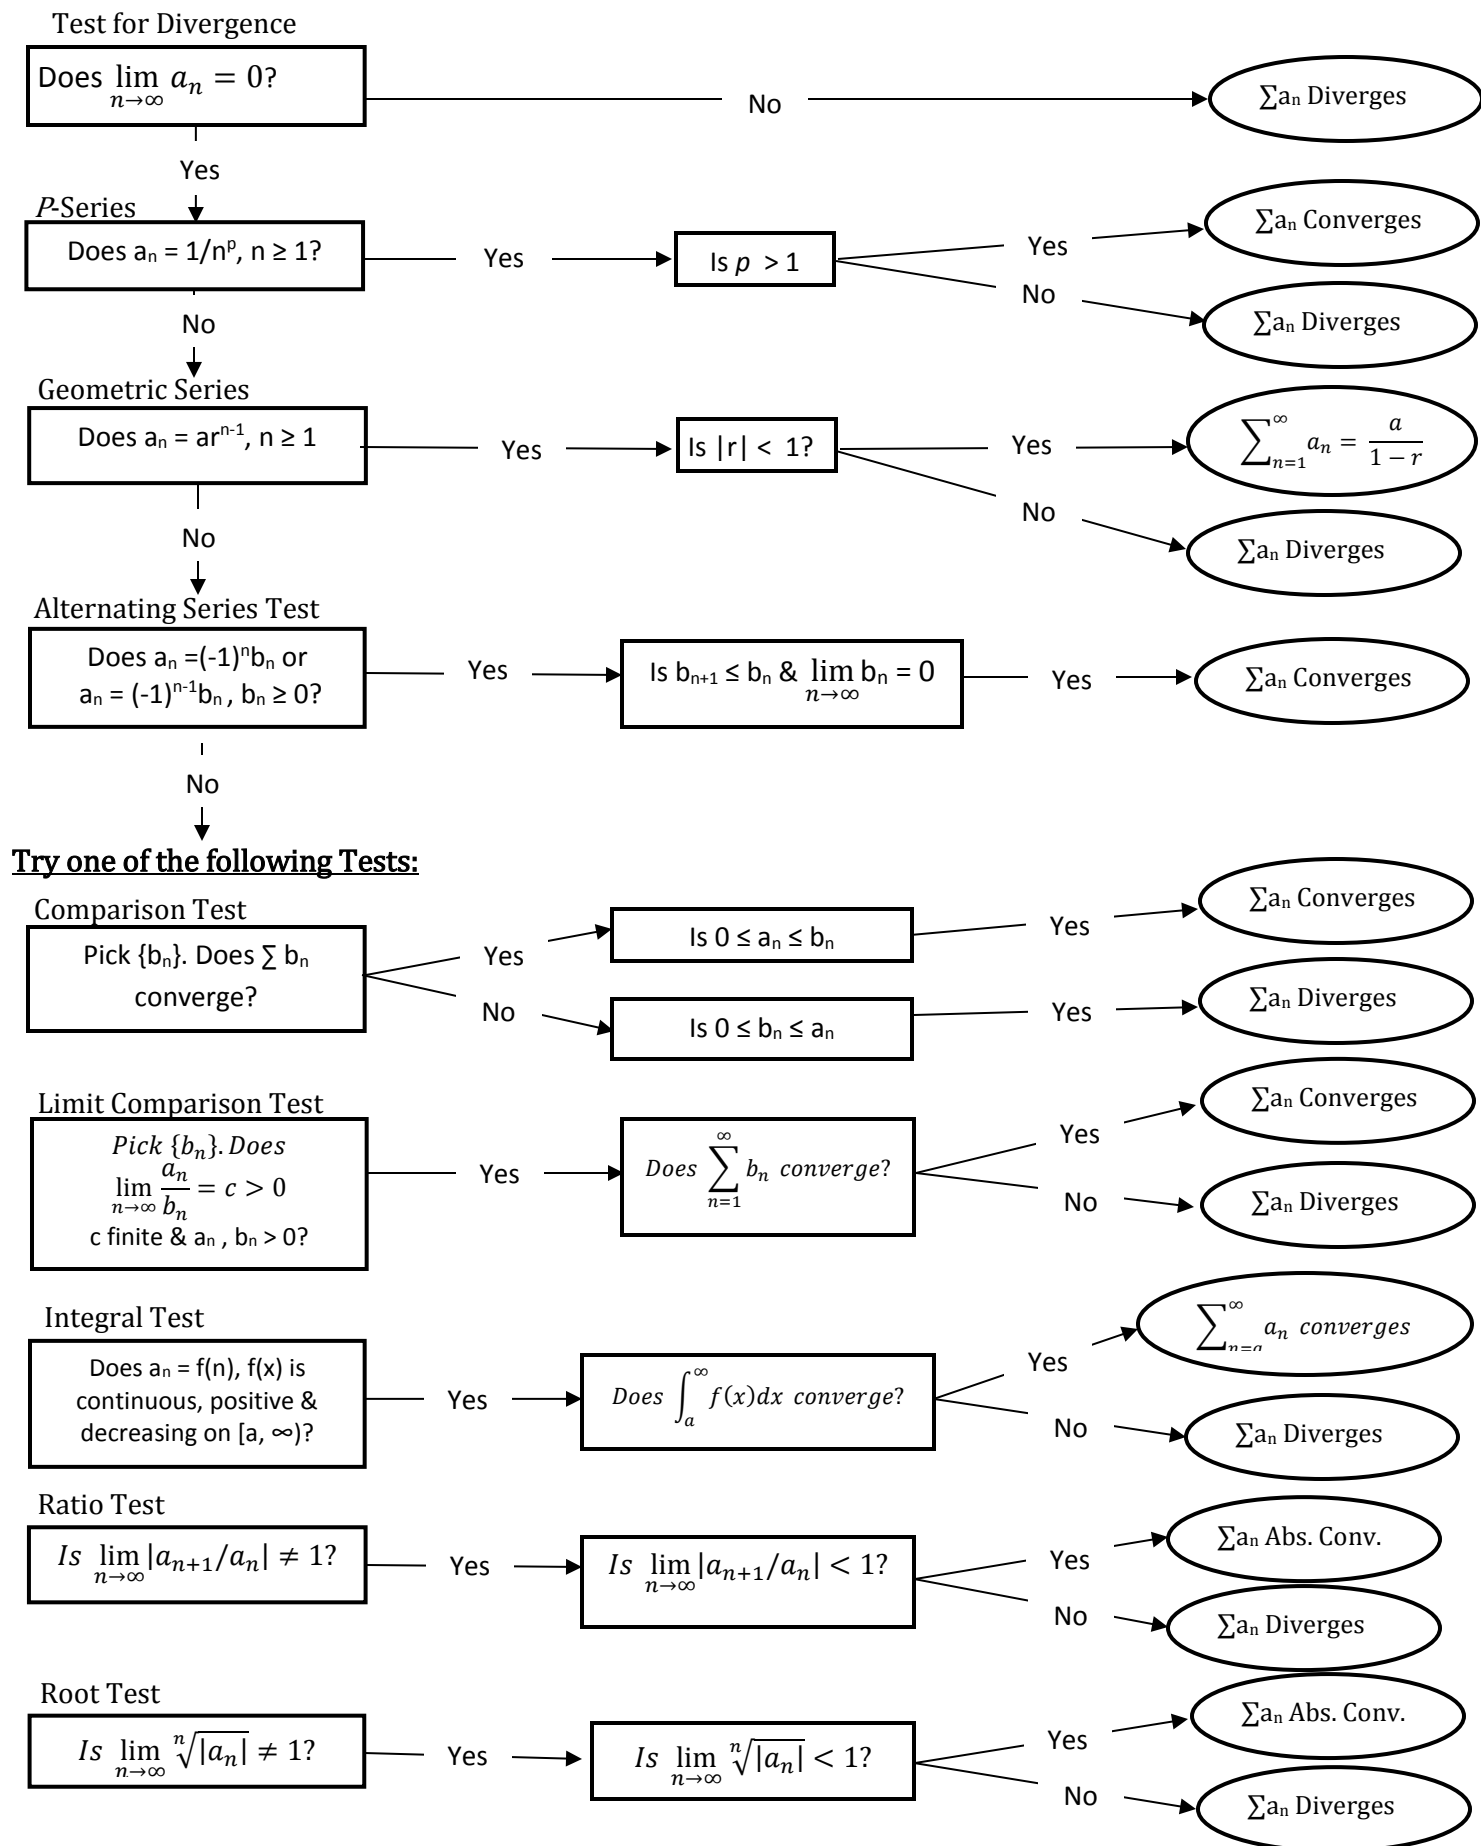 Test for Divergence
Does lim n→∞ aₙ = 0?
No
∑aₙ Diverges
Yes
P-Series
Does aₙ = 1/nᵖ, n ≥ 1?
Yes
Is p > 1
Yes
∑aₙ Converges
No
∑aₙ Diverges
No
Geometric Series
Does aₙ = arⁿ⁻¹, n ≥ 1
Yes
Is |r| < 1?
Yes
∑ₙ₌₁^∞ aₙ = a / (1 − r)
No
∑aₙ Diverges
No
Alternating Series Test
Does aₙ =(-1)ⁿbₙ or
aₙ = (-1)ⁿ⁻¹bₙ , bₙ ≥ 0?
Yes
Is bₙ₊₁ ≤ bₙ & lim n→∞ bₙ = 0
Yes
∑aₙ Converges
No
Try one of the following Tests:
Comparison Test
Pick {bₙ}. Does ∑ bₙ
converge?
Yes
Is 0 ≤ aₙ ≤ bₙ
Yes
∑aₙ Converges
No
Is 0 ≤ bₙ ≤ aₙ
Yes
∑aₙ Diverges
Limit Comparison Test
Pick {bₙ}. Does
lim n→∞ aₙ/bₙ = c > 0
c finite & aₙ , bₙ > 0?
Yes
Does ∑ₙ₌₁^∞ bₙ converge?
Yes
∑aₙ Converges
No
∑aₙ Diverges
Integral Test
Does aₙ = f(n), f(x) is
continuous, positive &
decreasing on [a, ∞)?
Yes
Does ∫ₐ^∞ f(x)dx converge?
Yes
∑ₙ₌ₐ^∞ aₙ converges
No
∑aₙ Diverges
Ratio Test
Is lim n→∞ |aₙ₊₁/aₙ| ≠ 1?
Yes
Is lim n→∞ |aₙ₊₁/aₙ| < 1?
Yes
∑aₙ Abs. Conv.
No
∑aₙ Diverges
Root Test
Is lim n→∞ ⁿ√|aₙ| ≠ 1?
Yes
Is lim n→∞ ⁿ√|aₙ| < 1?
Yes
∑aₙ Abs. Conv.
No
∑aₙ Diverges